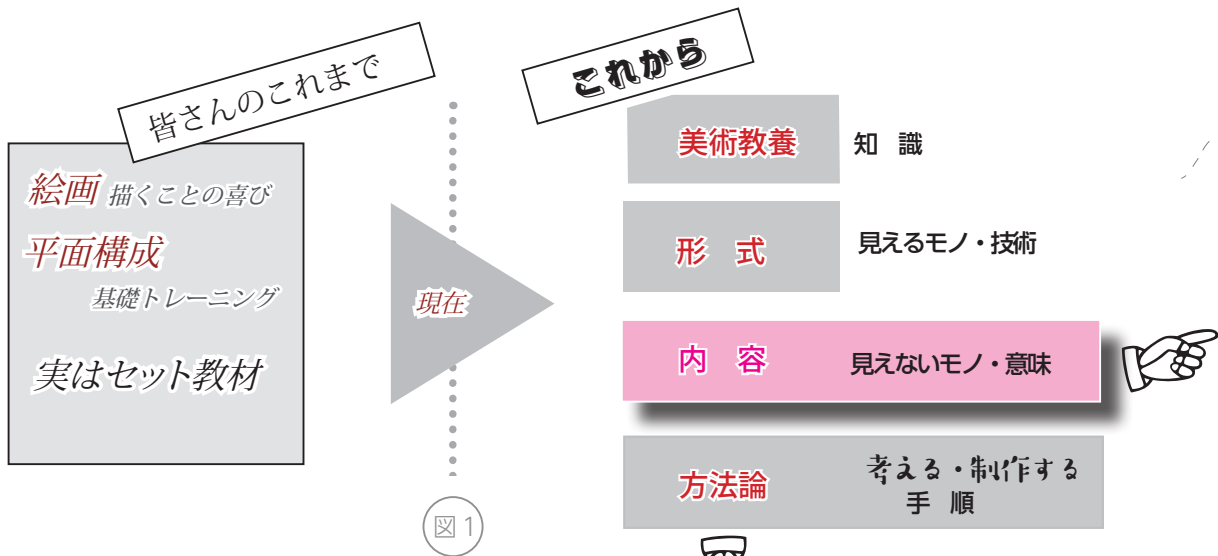 皆さんのこれまで
絵画 描くことの喜び
平面構成
基礎トレーニング
実はセット教材
現在
図1
これから
美術教養 知 識
形 式 見えるモノ・技術
内 容 見えないモノ・意味
方法論 考える・制作する
手 順